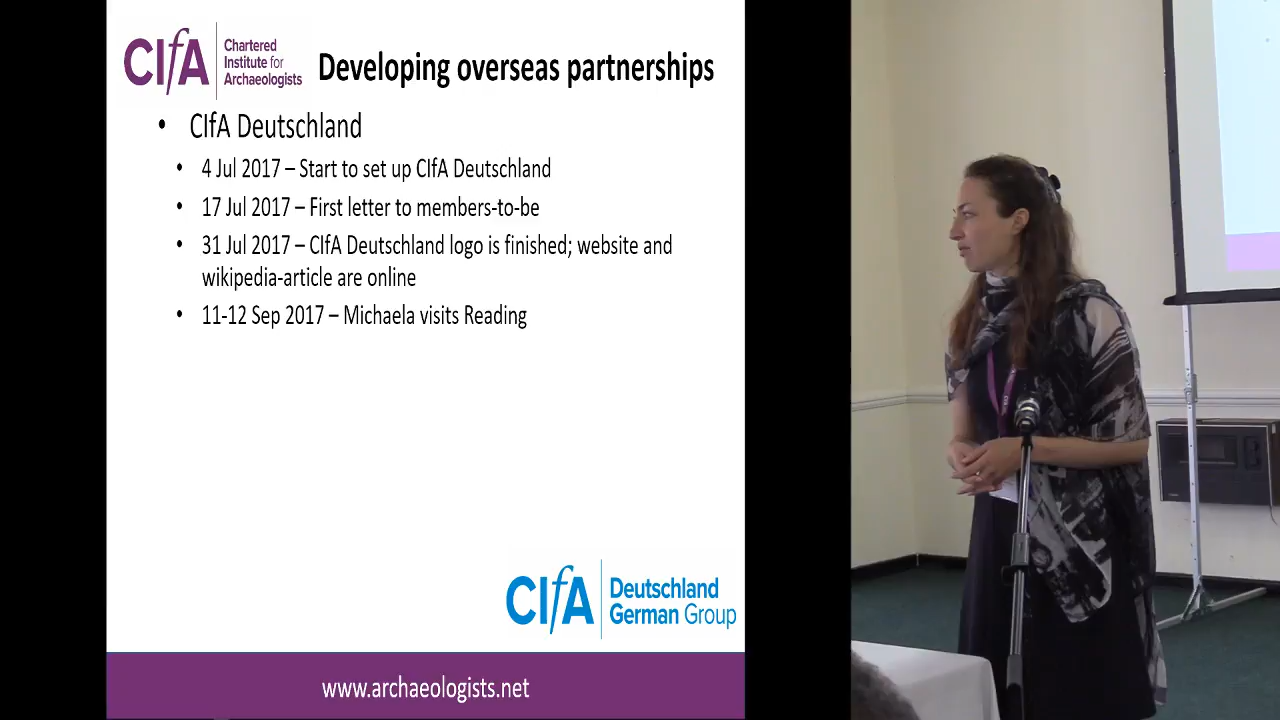 CIfA
Chartered
Institute for
Archaeologists
Developing overseas partnerships
• CIfA Deutschland
• 4 Jul 2017 – Start to set up CIfA Deutschland
• 17 Jul 2017 – First letter to members-to-be
• 31 Jul 2017 – CIfA Deutschland logo is finished; website and
wikipedia-article are online
• 11-12 Sep 2017 – Michaela visits Reading
CIfA
Deutschland
German Group
www.archaeologists.net